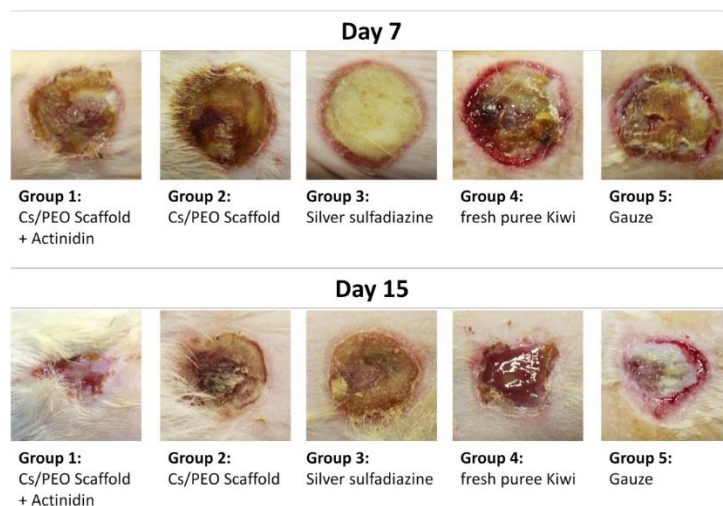 Day 7
Group 1: Group 2: Group 3: Group 4: Group 5:
Cs/PEO Scaffold Cs/PEO Scaffold Silver sulfadiazine fresh puree Kiwi Gauze
+ Actinidin
Day 15
Group 1: Group 2: Group 3: Group 4: Group 5:
Cs/PEO Scaffold Cs/PEO Scaffold Silver sulfadiazine fresh puree Kiwi Gauze
+ Actinidin